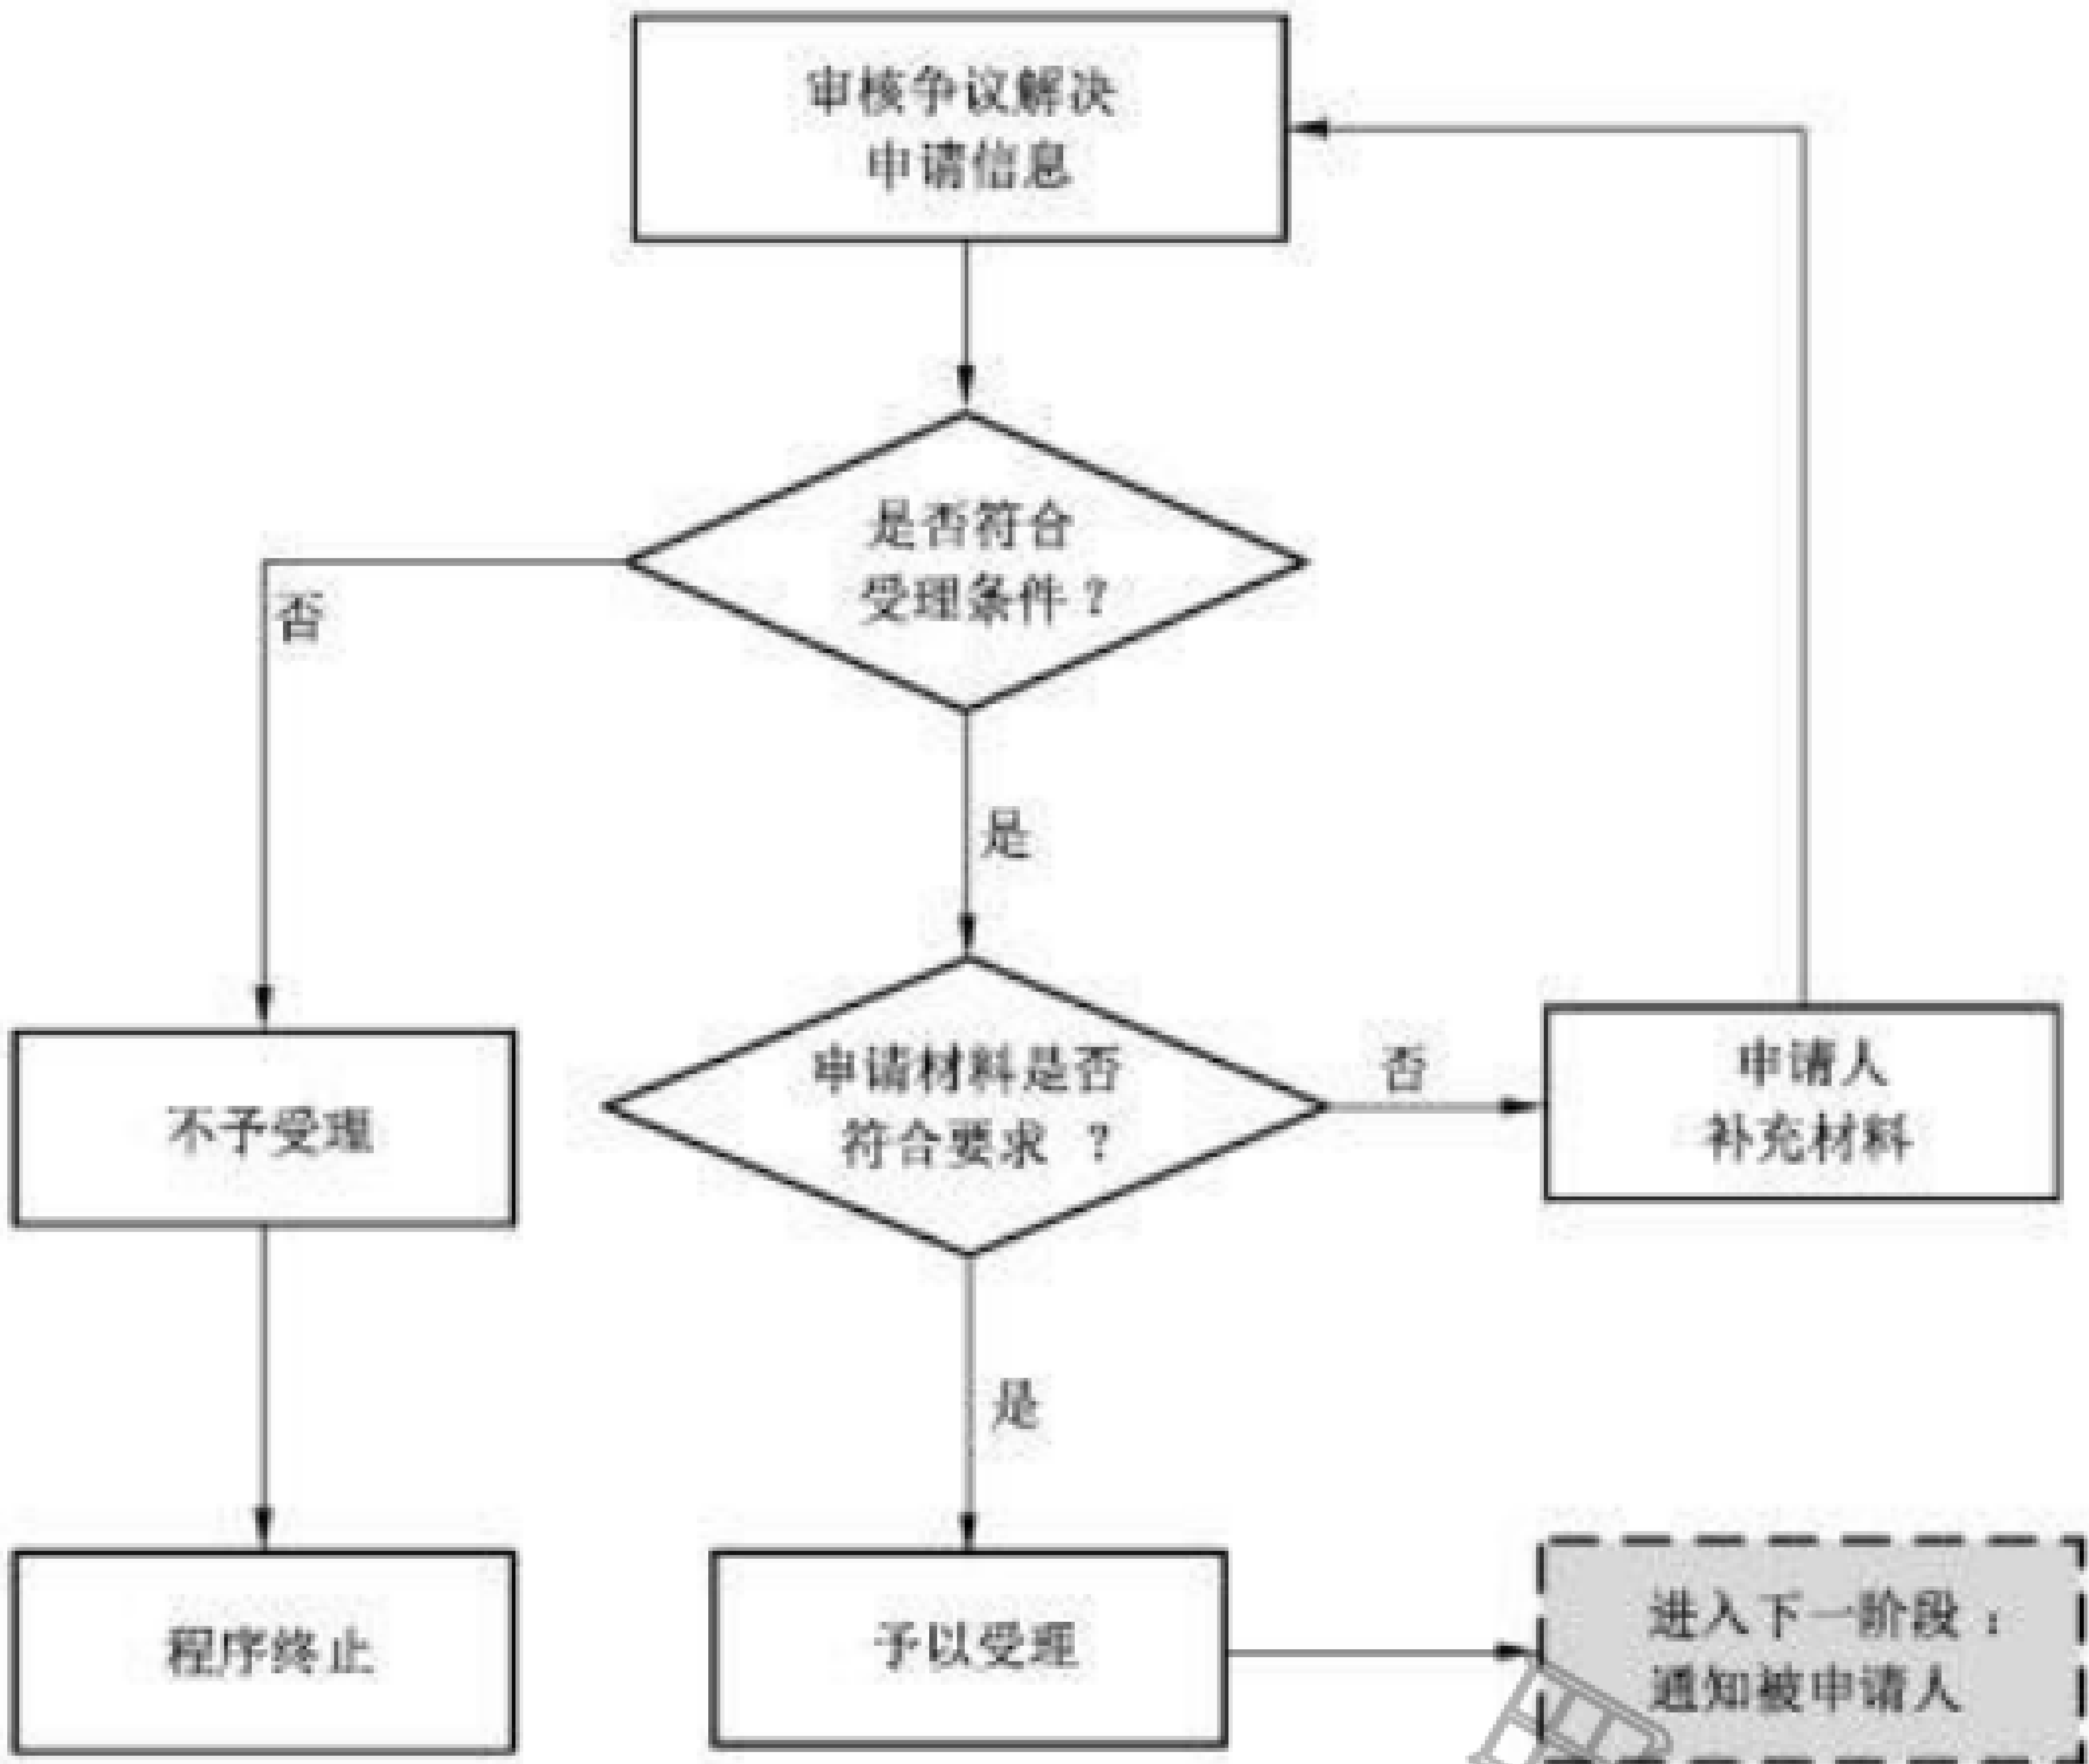 审核争议解决
申请信息
是否符合
受理条件？
否
是
申请材料是否
符合要求 ？
否
申请人
补充材料
不予受理
是
程序终止
予以受理
进入下一阶段：
通知被申请人